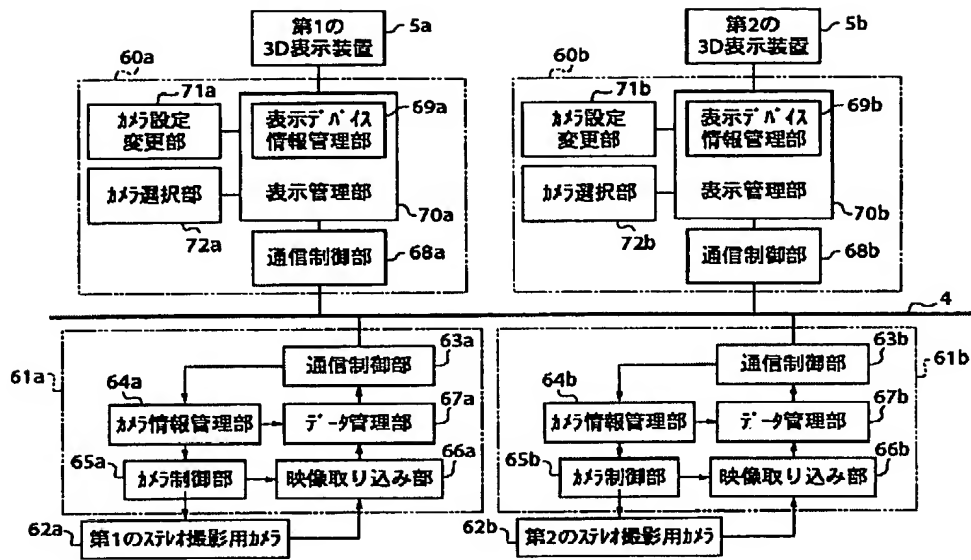 第1の
3D表示装置
5a
60a
71a
カメラ設定
変更部
表示デバイス
情報管理部
69a
カメラ選択部
72a
表示管理部
70a
通信制御部
68a
第2の
3D表示装置
5b
60b
71b
カメラ設定
変更部
表示デバイス
情報管理部
69b
カメラ選択部
72b
表示管理部
70b
通信制御部
68b
4
61a
通信制御部
63a
64a
カメラ情報管理部
データ管理部
67a
65a
カメラ制御部
映像取り込み部
66a
62a
第1のステレオ撮影用カメラ
61b
通信制御部
63b
64b
カメラ情報管理部
データ管理部
67b
65b
カメラ制御部
映像取り込み部
66b
62b
第2のステレオ撮影用カメラ